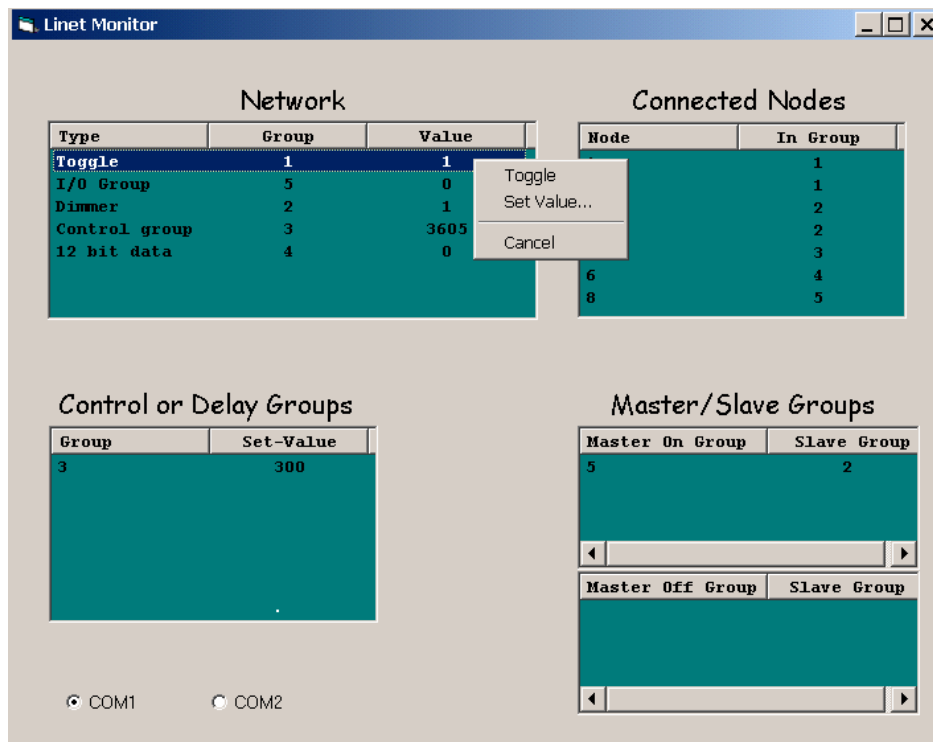 Linet Monitor
Network
Type Group Value
Toggle 1 1
I/O Group 5 0
Dimmer 2 1
Control group 3 3605
12 bit data 4 0
Toggle
Set Value...
Cancel
Connected Nodes
Node In Group
1
1
2
2
3
6 4
8 5
Control or Delay Groups
Group Set-Value
3 300
Master/Slave Groups
Master On Group Slave Group
5 2
Master Off Group Slave Group
COM1 COM2